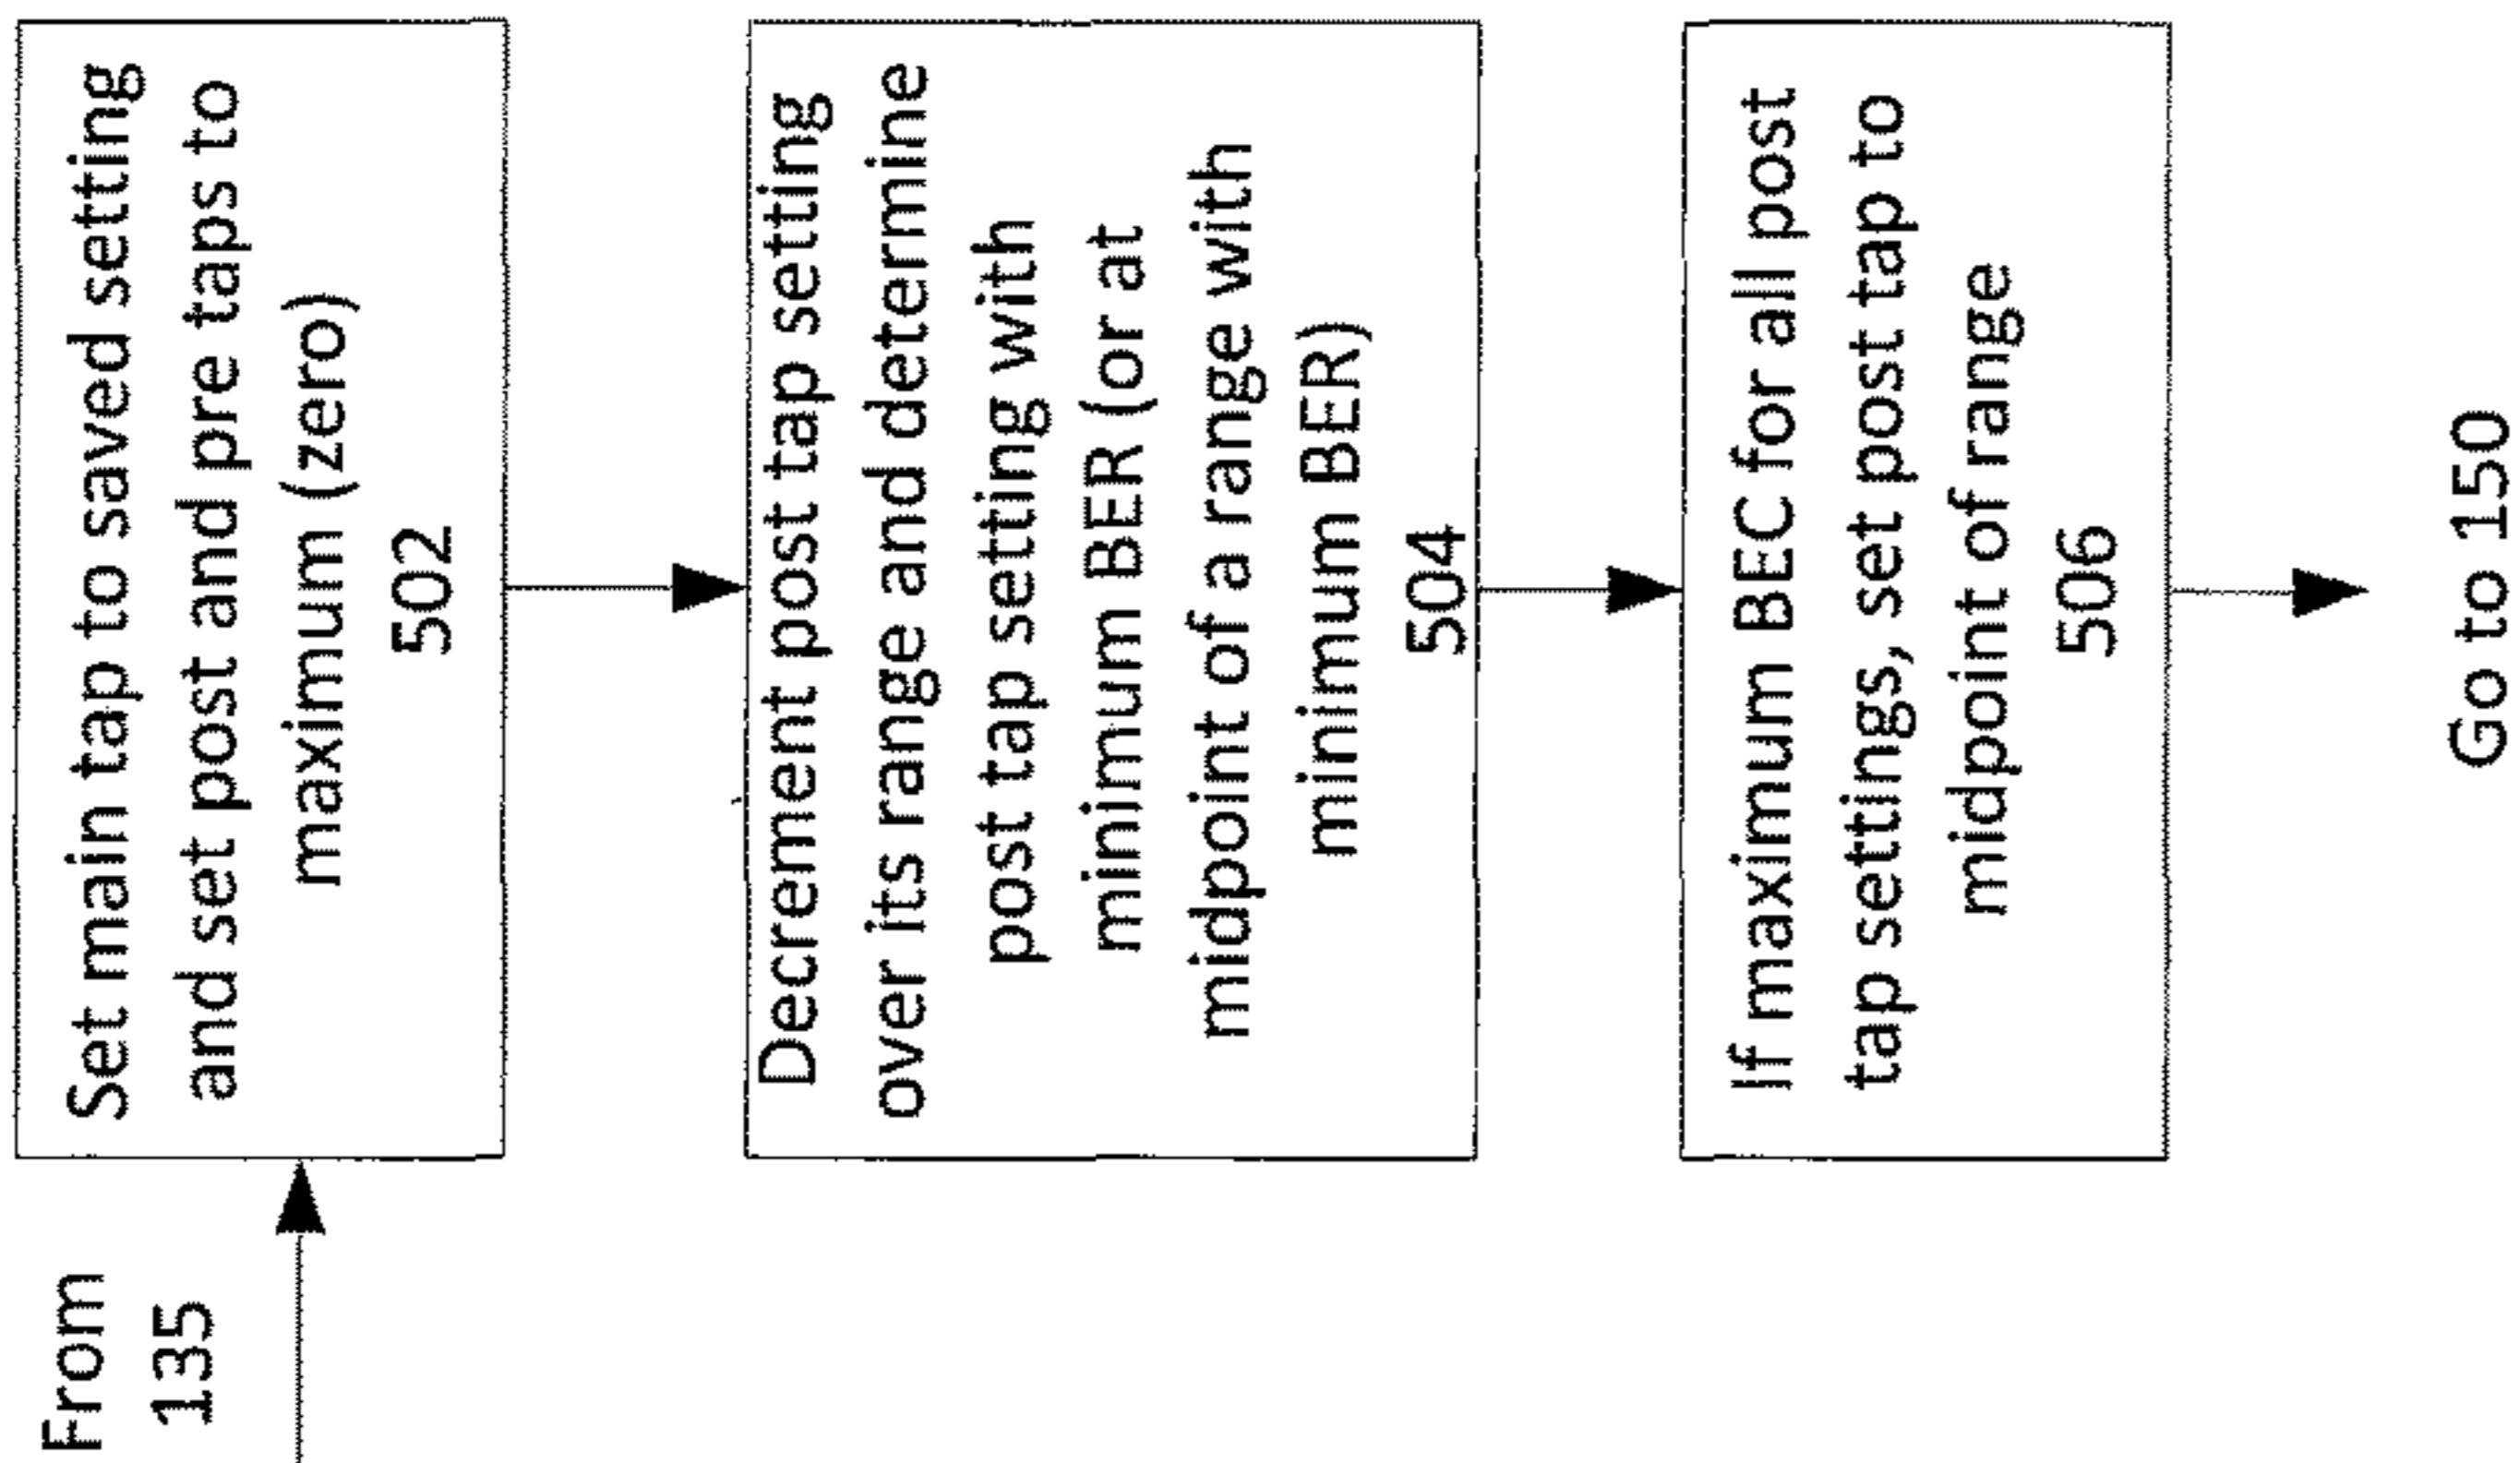 From
135
Set main tap to saved setting
and set post and pre taps to
maximum (zero)
502
Decrement post tap setting
over its range and determine
post tap setting with
minimum BER (or at
midpoint of a range with
minimum BER)
504
If maximum BEC for all post
tap settings, set post tap to
midpoint of range
506
Go to 150